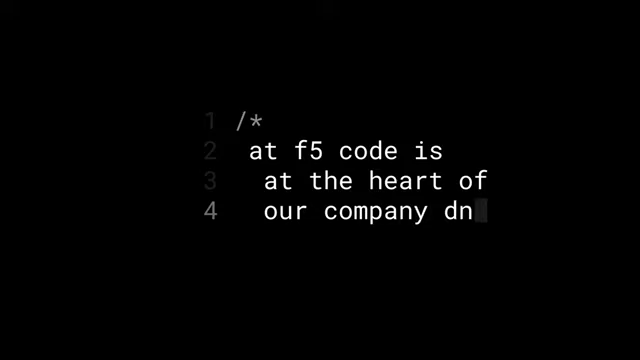 1 /*
2 at f5 code is
3 at the heart of
4 our company dn